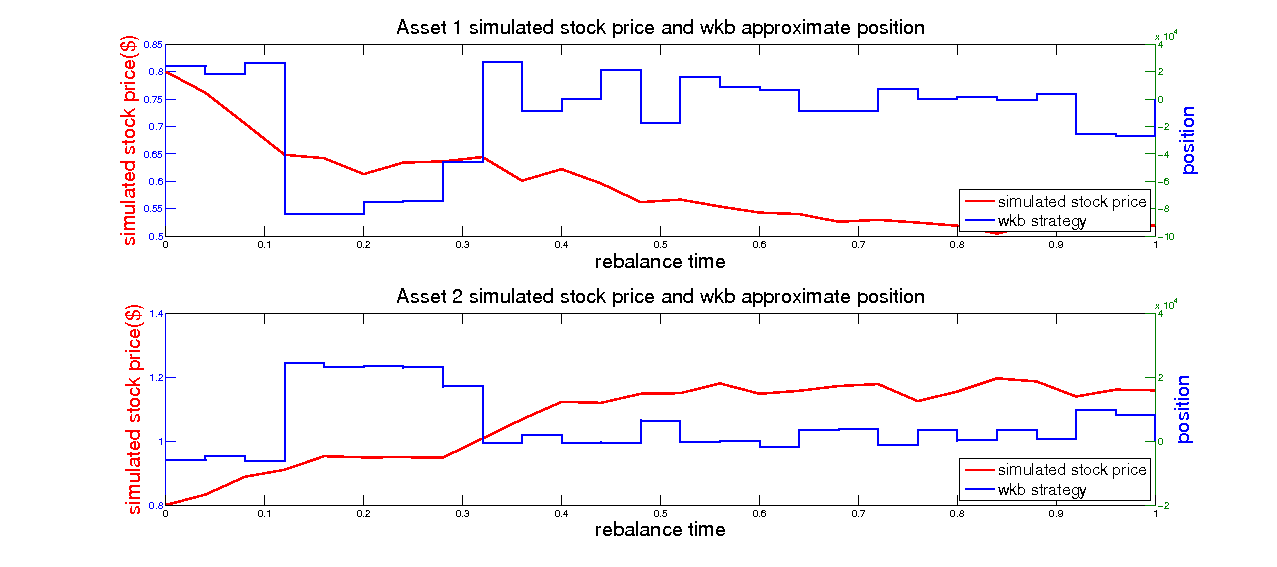 Asset 1 simulated stock price and wkb approximate position
x 10^4
simulated stock price($)
0.85
0.8
0.75
0.7
0.65
0.6
0.55
0.5
4
2
0
−2
−4
−6
−8
−10
position
simulated stock price
wkb strategy
0 0.1 0.2 0.3 0.4 0.5 0.6 0.7 0.8 0.9 1
rebalance time
Asset 2 simulated stock price and wkb approximate position
x 10^4
simulated stock price($)
1.4
1.2
1
0.8
4
2
0
−2
position
simulated stock price
wkb strategy
0 0.1 0.2 0.3 0.4 0.5 0.6 0.7 0.8 0.9 1
rebalance time